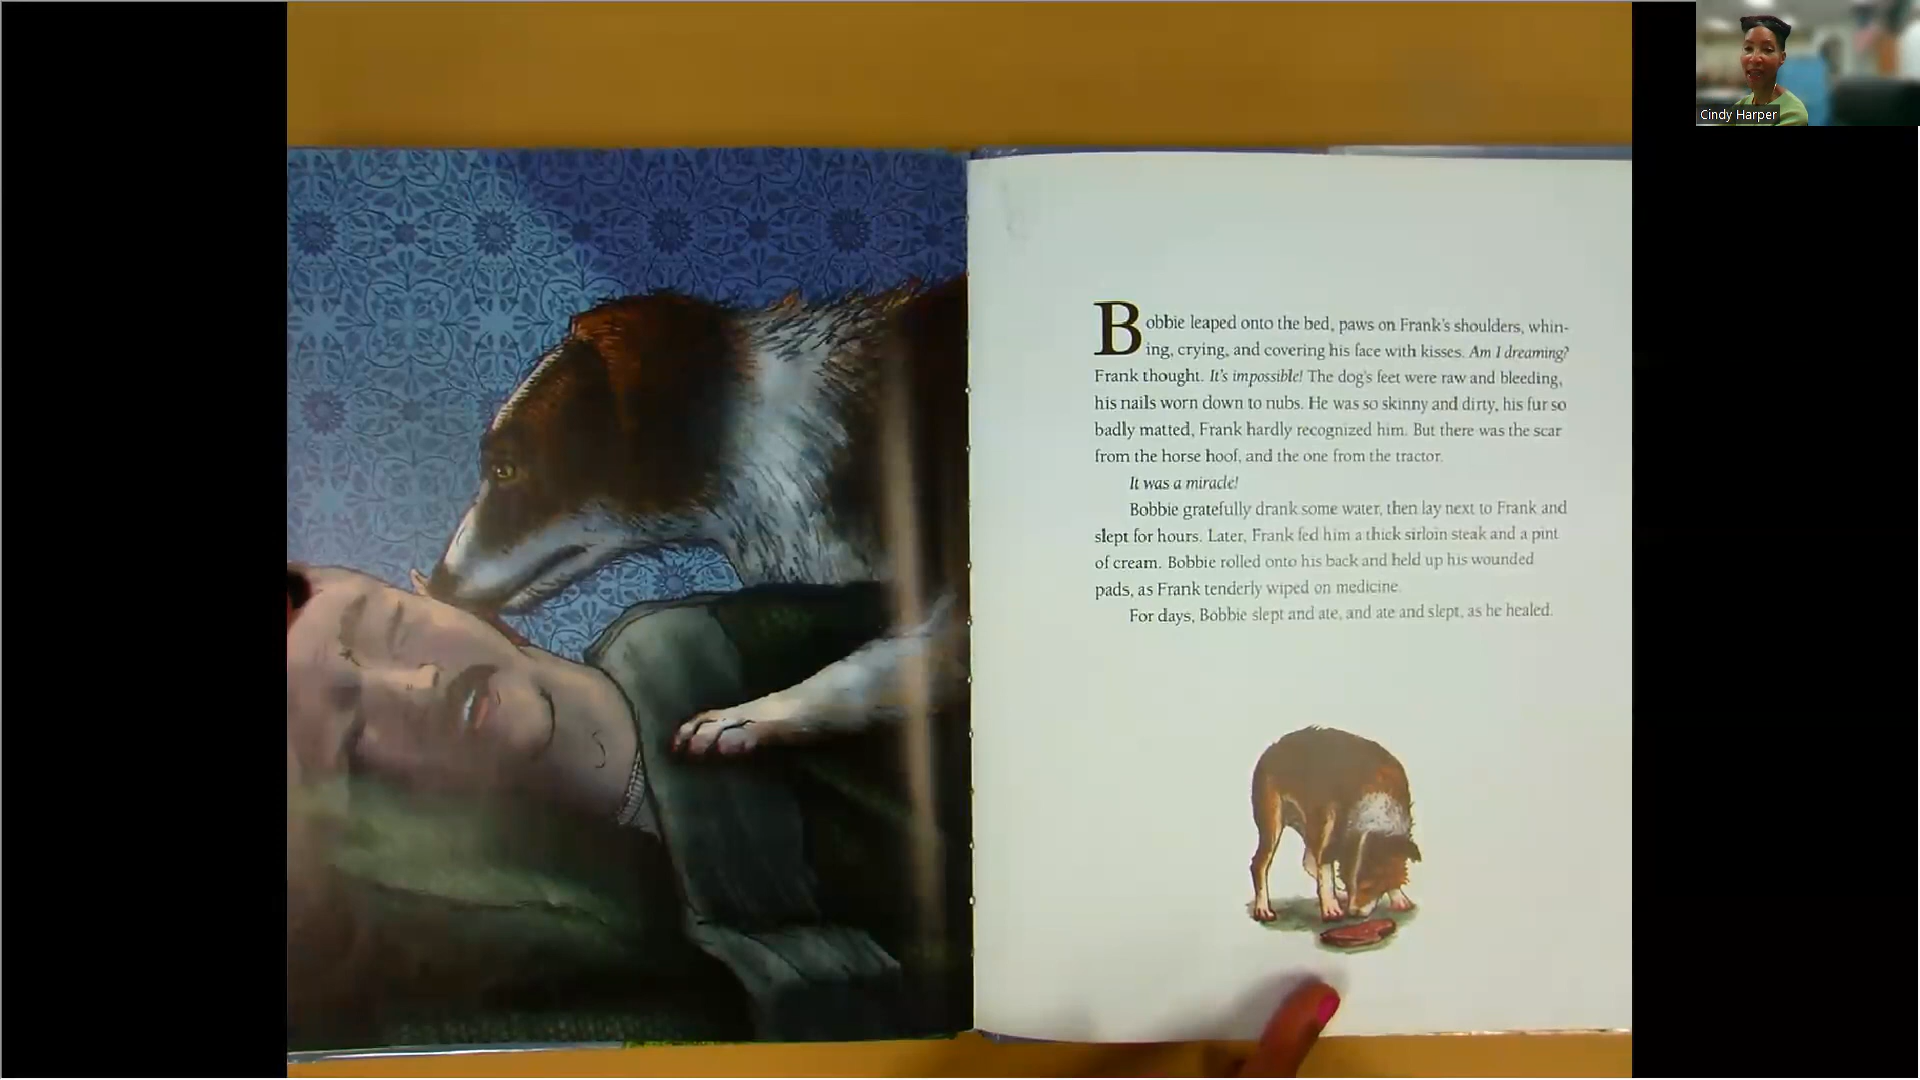 Cindy Harper
Bobbie leaped onto the bed, paws on Frank's shoulders, whin-
ing, crying, and covering his face with kisses. Am I dreaming?
Frank thought. It's impossible! The dog's feet were raw and bleeding,
his nails worn down to nubs. He was so skinny and dirty, his fur so
badly matted, Frank hardly recognized him. But there was the scar
from the horse hoof, and the one from the tractor.
It was a miracle!
Bobbie gratefully drank some water, then lay next to Frank and
slept for hours. Later, Frank fed him a thick sirloin steak and a pint
of cream. Bobbie rolled onto his back and held up his wounded
pads, as Frank tenderly wiped on medicine.
For days, Bobbie slept and ate, and ate and slept, as he healed.